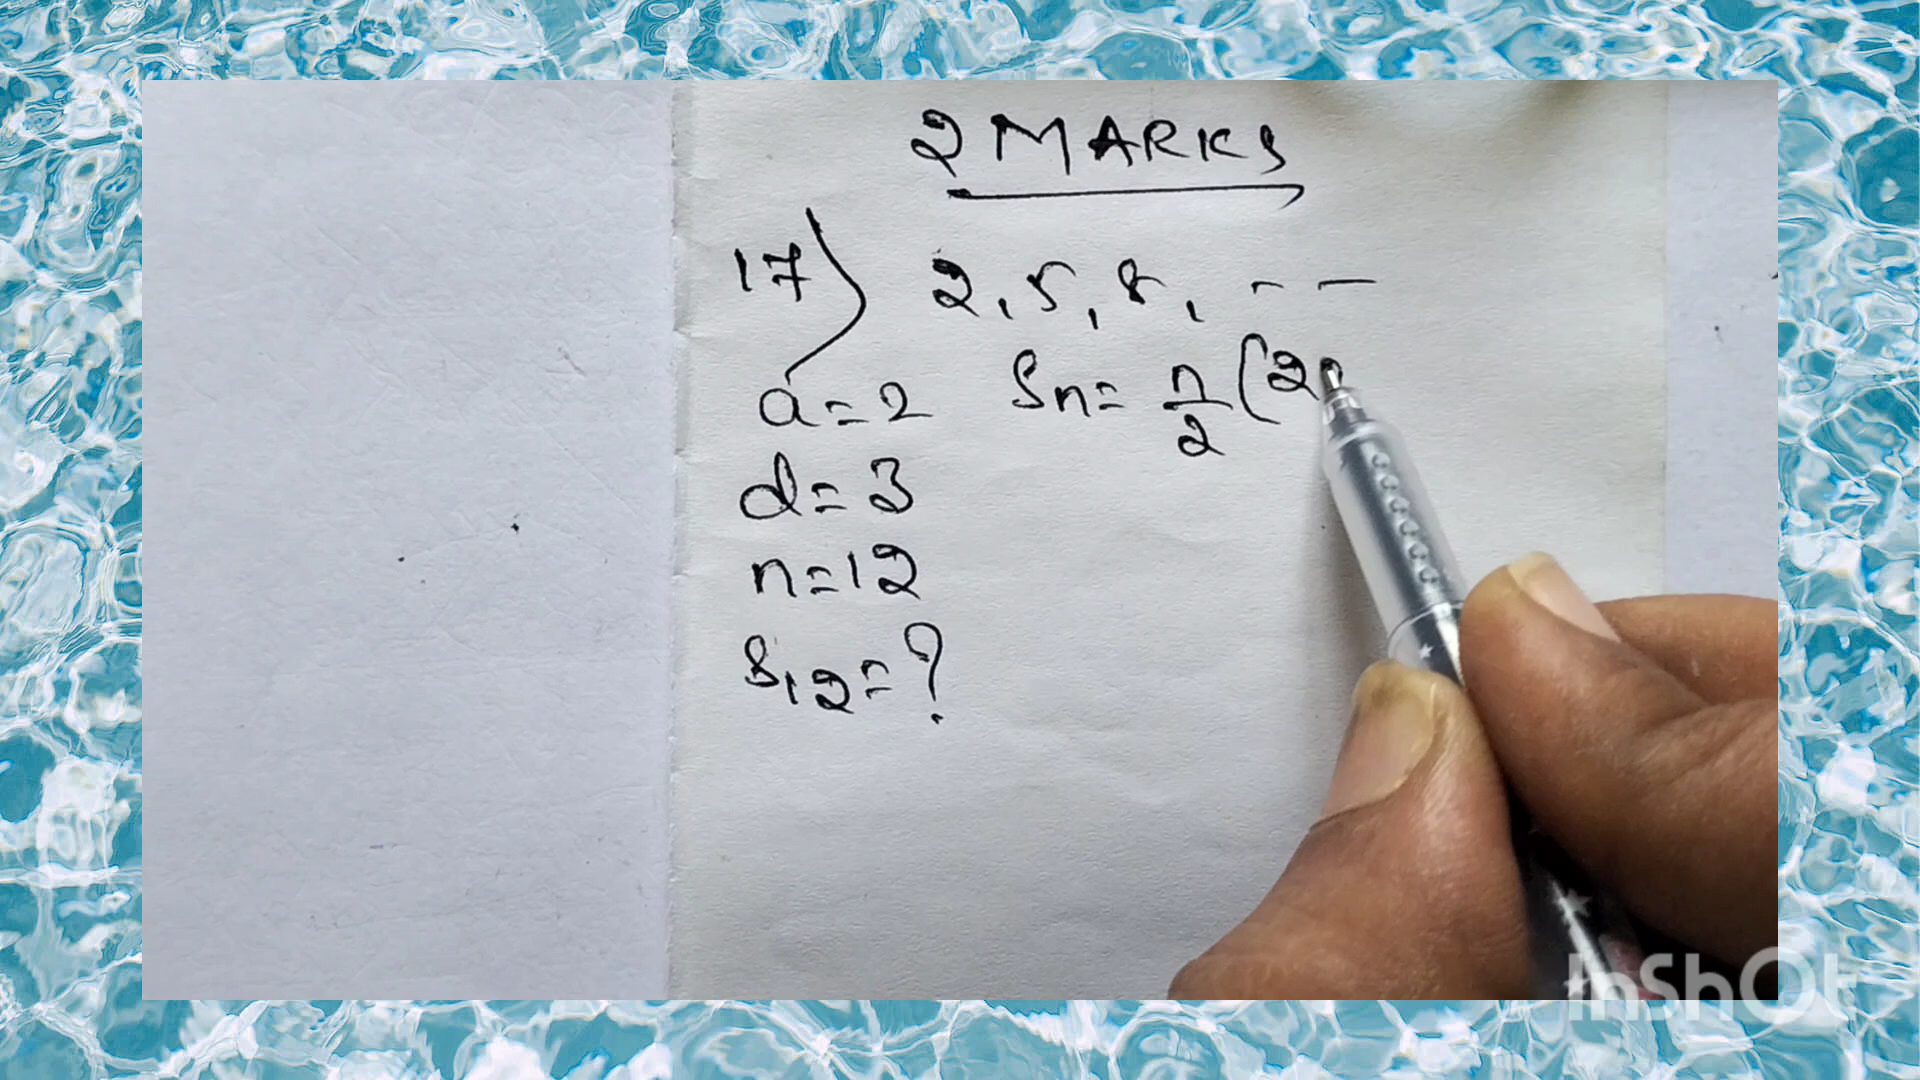 2 MARKS
17) 2, 5, 8, - -
a = 2 Sn = n/2 (2
d = 3
n = 12
S12 = ?
InShOt